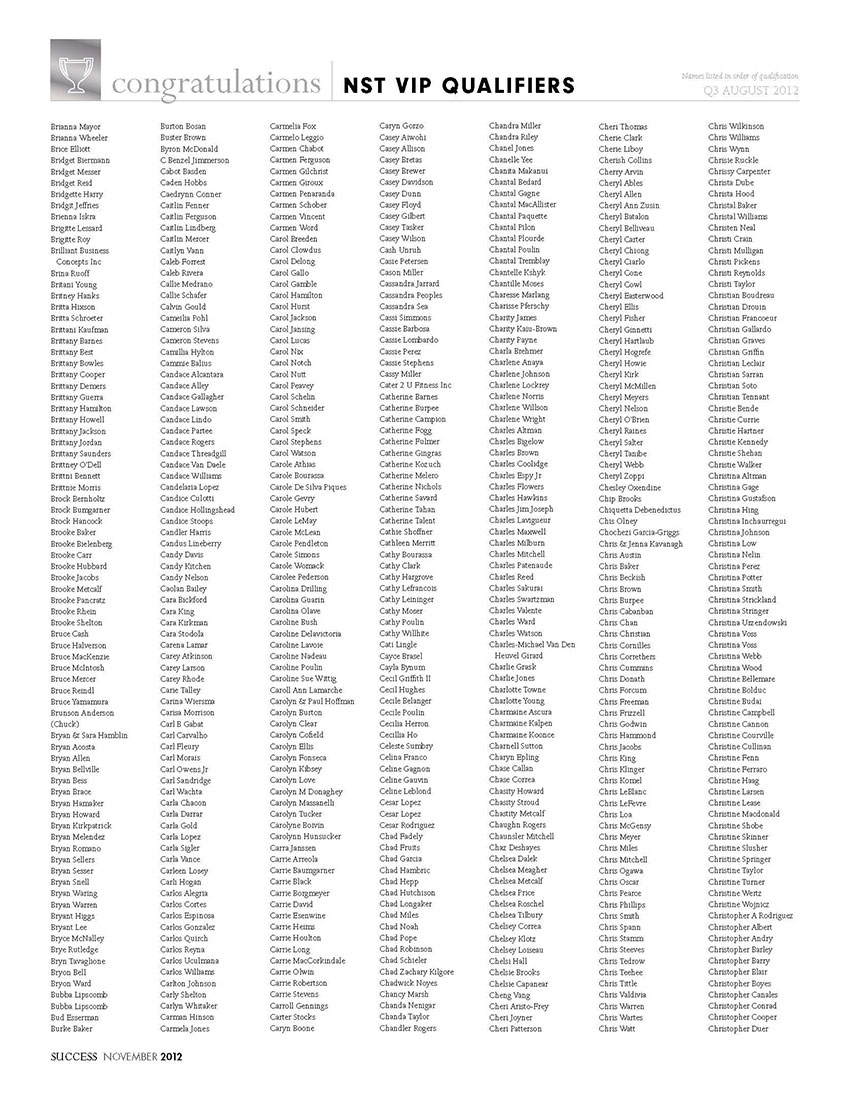 congratulations
NST VIP QUALIFIERS
Names listed in order of qualification
Q3 AUGUST 2012
Brianna Mayor
Brianna Wheeler
Brice Elliott
Bridget Biermann
Bridget Messer
Bridget Reid
Bridgette Harry
Bridgit Jeffries
Brienna Iskra
Brigitte Lessard
Brigitte Roy
Brilliant Business
Concepts Inc
Brina Ruoff
Britani Young
Britney Hanks
Britta Hixson
Britta Schroeter
Brittani Kaufman
Brittany Barnes
Brittany Best
Brittany Bowles
Brittany Cooper
Brittany Demers
Brittany Guerra
Brittany Hamilton
Brittany Howell
Brittany Jackson
Brittany Jordan
Brittany Saunders
Brittney O'Dell
Brittni Bennett
Brittnie Morris
Brock Bernholtz
Brock Bumgarner
Brock Hancock
Brooke Baker
Brooke Bielenberg
Brooke Carr
Brooke Hubbard
Brooke Jacobs
Brooke Metcalf
Brooke Pancratz
Brooke Rhein
Brooke Shelton
Bruce Cash
Bruce Halverson
Bruce MacKenzie
Bruce McIntosh
Bruce Mercer
Bruce Reindl
Bruce Yamamura
Brunson Anderson
(Chuck)
Bryan & Sara Hamblin
Bryan Acosta
Bryan Allen
Bryan Bellville
Bryan Bess
Bryan Brace
Bryan Hamaker
Bryan Howard
Bryan Kirkpatrick
Bryan Melendez
Bryan Romano
Bryan Sellers
Bryan Sesser
Bryan Snell
Bryan Waring
Bryan Warren
Bryant Higgs
Bryant Lee
Bryce McNalley
Brye Rutledge
Bryn Tavaglione
Bryon Bell
Bryon Ward
Bubba Lipscomb
Bubba Lipscomb
Bud Esserman
Burke Baker
Burton Bosan
Buster Brown
Byron McDonald
C Benzel Jimmerson
Cabot Basden
Caden Hobbs
Caedrynn Conner
Caitlin Fenner
Caitlin Ferguson
Caitlin Lindberg
Caitlin Mercer
Caitlyn Vann
Caleb Forrest
Caleb Rivera
Callie Medrano
Callie Schafer
Calvin Gould
Camellia Pohl
Cameron Silva
Cameron Stevens
Camillia Hylton
Cammie Balius
Candace Alcantara
Candace Alley
Candace Gallagher
Candace Lawson
Candace Lindo
Candace Partee
Candace Rogers
Candace Threadgill
Candace Van Daele
Candace Williams
Candelaria Lopez
Candice Culotti
Candice Hollingshead
Candice Stoops
Candler Harris
Candus Lineberry
Candy Davis
Candy Kitchen
Candy Nelson
Caolan Bailey
Cara Bickford
Cara King
Cara Kirkman
Cara Stodola
Carena Lamar
Carey Atkinson
Carey Larson
Carey Rhode
Carie Talley
Carina Wiersma
Carisa Morrison
Carl B Gabat
Carl Carvalho
Carl Fleury
Carl Morais
Carl Owens Jr
Carl Sandridge
Carl Wachta
Carla Chacon
Carla Darrar
Carla Gold
Carla Lopez
Carla Sigler
Carla Vance
Carleen Losey
Carli Hogan
Carlos Alegria
Carlos Cortes
Carlos Espinosa
Carlos Gonzalez
Carlos Quirch
Carlos Reyna
Carlos Uculmana
Carlos Williams
Carlton Johnson
Carly Shelton
Carlyn Whitaker
Carman Hinson
Carmela Jones
Carmelia Fox
Carmelo Leggio
Carmen Chabot
Carmen Ferguson
Carmen Gilchrist
Carmen Giroux
Carmen Penaranda
Carmen Schober
Carmen Vincent
Carmen Word
Carol Breeden
Carol Clowdus
Carol Delong
Carol Gallo
Carol Gamble
Carol Hamilton
Carol Hurst
Carol Jackson
Carol Jansing
Carol Lucas
Carol Nix
Carol Notch
Carol Nutt
Carol Peavey
Carol Schelin
Carol Schneider
Carol Smith
Carol Speck
Carol Stephens
Carol Watson
Carole Athias
Carole Bourassa
Carole De Silva Piques
Carole Gevry
Carole Hubert
Carole LeMay
Carole McLean
Carole Pendleton
Carole Simons
Carole Womack
Carolee Pederson
Carolina Drilling
Carolina Guarin
Carolina Olave
Caroline Bush
Caroline Delavictoria
Caroline Lavoie
Caroline Nadeau
Caroline Poulin
Caroline Sue Wittig
Caroll Ann Lamarche
Carolyn & Paul Hoffman
Carolyn Burton
Carolyn Clear
Carolyn Cofield
Carolyn Ellis
Carolyn Fonseca
Carolyn Kibsey
Carolyn Love
Carolyn M Donaghey
Carolyn Massanelli
Carolyn Tucker
Carolyne Boivin
Carolynn Hunsucker
Carra Janssen
Carrie Arreola
Carrie Baumgarner
Carrie Black
Carrie Borgmeyer
Carrie David
Carrie Esenwine
Carrie Heims
Carrie Houlton
Carrie Long
Carrie MacCorkindale
Carrie Olwin
Carrie Robertson
Carrie Stevens
Carroll Gennings
Carter Stocks
Caryn Boone
Caryn Gorzo
Casey Aiwohi
Casey Allison
Casey Bretas
Casey Brewer
Casey Davidson
Casey Dunn
Casey Floyd
Casey Gilbert
Casey Tasker
Casey Wilson
Cash Unruh
Casie Petersen
Cason Miller
Cassandra Jarrard
Cassandra Peoples
Cassandra Sea
Cassi Simmons
Cassie Barbosa
Cassie Lombardo
Cassie Perez
Cassie Stephens
Cassy Miller
Cater 2 U Fitness Inc
Catherine Barnes
Catherine Burpee
Catherine Campion
Catherine Fogg
Catherine Fulmer
Catherine Gingras
Catherine Kozuch
Catherine Melero
Catherine Nichols
Catherine Savard
Catherine Tahan
Catherine Talent
Cathie Shoffner
Cathleen Merritt
Cathy Bourassa
Cathy Clark
Cathy Hargrove
Cathy Lefrancois
Cathy Leininger
Cathy Moser
Cathy Poulin
Cathy Willhite
Cati Lingle
Cayce Brasel
Cayla Bynum
Cecil Griffith II
Cecil Hughes
Cecile Belanger
Cecile Poulin
Cecilia Herron
Cecillia Ho
Celeste Sumbry
Celina Franco
Celine Gagnon
Celine Gauvin
Celine Leblond
Cesar Lopez
Cesar Lopez
Cesar Rodriguez
Chad Fadely
Chad Fruits
Chad Garcia
Chad Hambric
Chad Hepp
Chad Hutchison
Chad Longaker
Chad Miles
Chad Noah
Chad Pope
Chad Robinson
Chad Schieler
Chad Zachary Kilgore
Chadwick Noyes
Chancy Marsh
Chanda Nenigar
Chanda Taylor
Chandler Rogers
Chandra Miller
Chandra Riley
Chanel Jones
Chanelle Yee
Chanita Makanui
Chantal Bedard
Chantal Gagne
Chantal MacAllister
Chantal Paquette
Chantal Pilon
Chantal Plourde
Chantal Poulin
Chantal Tremblay
Chantelle Kshyk
Chantille Moses
Charesse Marlang
Charisse Pferschy
Charity James
Charity Kaiu-Brown
Charity Payne
Charla Brehmer
Charlene Anaya
Charlene Johnson
Charlene Lockrey
Charlene Norris
Charlene Willson
Charlene Wright
Charles Altman
Charles Bigelow
Charles Brown
Charles Coolidge
Charles Espy Jr
Charles Flowers
Charles Hawkins
Charles Jim Joseph
Charles Lavigueur
Charles Maxwell
Charles Milburn
Charles Mitchell
Charles Patenaude
Charles Reed
Charles Sakurai
Charles Swartzman
Charles Valente
Charles Ward
Charles Watson
Charles-Michael Van Den
Heuvel Girard
Charlie Grask
Charlie Jones
Charlotte Towne
Charlotte Young
Charmaine Ascura
Charmaine Kalpen
Charmaine Koonce
Charnell Sutton
Charyn Epling
Chase Callan
Chase Correa
Chasity Howard
Chasity Stroud
Chastity Metcalf
Chaughn Rogers
Chaunsler Mitchell
Chaz Deshayes
Chelsea Dalek
Chelsea Meagher
Chelsea Metcalf
Chelsea Price
Chelsea Roschel
Chelsea Tilbury
Chelsey Correa
Chelsey Klotz
Chelsey Loiseau
Chelsi Hall
Chelsie Brooks
Chelsie Capanear
Cheng Vang
Cheri Aristo-Frey
Cheri Joyner
Cheri Patterson
Cheri Thomas
Cherie Clark
Cherie Liboy
Cherish Collins
Cherry Arvin
Cheryl Ables
Cheryl Allen
Cheryl Ann Zusin
Cheryl Batalon
Cheryl Belliveau
Cheryl Carter
Cheryl Chiong
Cheryl Ciarlo
Cheryl Cone
Cheryl Cowl
Cheryl Easterwood
Cheryl Ellis
Cheryl Fisher
Cheryl Ginnetti
Cheryl Hartlaub
Cheryl Hogrefe
Cheryl Howie
Cheryl Kirk
Cheryl McMillen
Cheryl Meyers
Cheryl Nelson
Cheryl O'Brien
Cheryl Raines
Cheryl Salter
Cheryl Tanibe
Cheryl Webb
Cheryl Zoppi
Chesley Oxendine
Chip Brooks
Chiquetta Debenedictus
Chis Olney
Chochezi Garcia-Griggs
Chris & Jenna Kavanagh
Chris Austin
Chris Baker
Chris Beckish
Chris Brown
Chris Burpee
Chris Cabanban
Chris Chan
Chris Christian
Chris Cornilles
Chris Correthers
Chris Cummins
Chris Donath
Chris Forcum
Chris Freeman
Chris Frizzell
Chris Godwin
Chris Hammond
Chris Jacobs
Chris King
Chris Klinger
Chris Komel
Chris LeBlanc
Chris LeFevre
Chris Loa
Chris McGensy
Chris Meyer
Chris Miles
Chris Mitchell
Chris Ogawa
Chris Oscar
Chris Pearce
Chris Phillips
Chris Smith
Chris Spann
Chris Stamm
Chris Steeves
Chris Tedrow
Chris Teehee
Chris Tittle
Chris Valdivia
Chris Warren
Chris Wartes
Chris Watt
Chris Wilkinson
Chris Williams
Chris Wynn
Chrisie Ruckle
Chrissy Carpenter
Christa Dube
Christa Hood
Christal Baker
Christal Williams
Christen Neal
Christi Crain
Christi Mulligan
Christi Pickens
Christi Reynolds
Christi Taylor
Christian Boudreau
Christian Drouin
Christian Francoeur
Christian Gallardo
Christian Graves
Christian Griffin
Christian Leclair
Christian Sarran
Christian Soto
Christian Tennant
Christie Bende
Christie Currie
Christie Hartner
Christie Kennedy
Christie Shehan
Christie Walker
Christina Altman
Christina Gage
Christina Gustafson
Christina Hing
Christina Inchaurregui
Christina Johnson
Christina Low
Christina Nelin
Christina Perez
Christina Potter
Christina Smith
Christina Strickland
Christina Stringer
Christina Urzendowski
Christina Voss
Christina Voss
Christina Webb
Christina Wood
Christine Bellemare
Christine Bolduc
Christine Budai
Christine Campbell
Christine Cannon
Christine Courville
Christine Cullinan
Christine Fenn
Christine Ferraro
Christine Haag
Christine Larsen
Christine Lease
Christine Macdonald
Christine Shobe
Christine Skinner
Christine Slusher
Christine Springer
Christine Taylor
Christine Turner
Christine Wertz
Christine Wojnicz
Christopher A Rodriguez
Christopher Albert
Christopher Andry
Christopher Barley
Christopher Barry
Christopher Blair
Christopher Boyes
Christopher Canales
Christopher Conrad
Christopher Cooper
Christopher Duer
SUCCESS NOVEMBER 2012